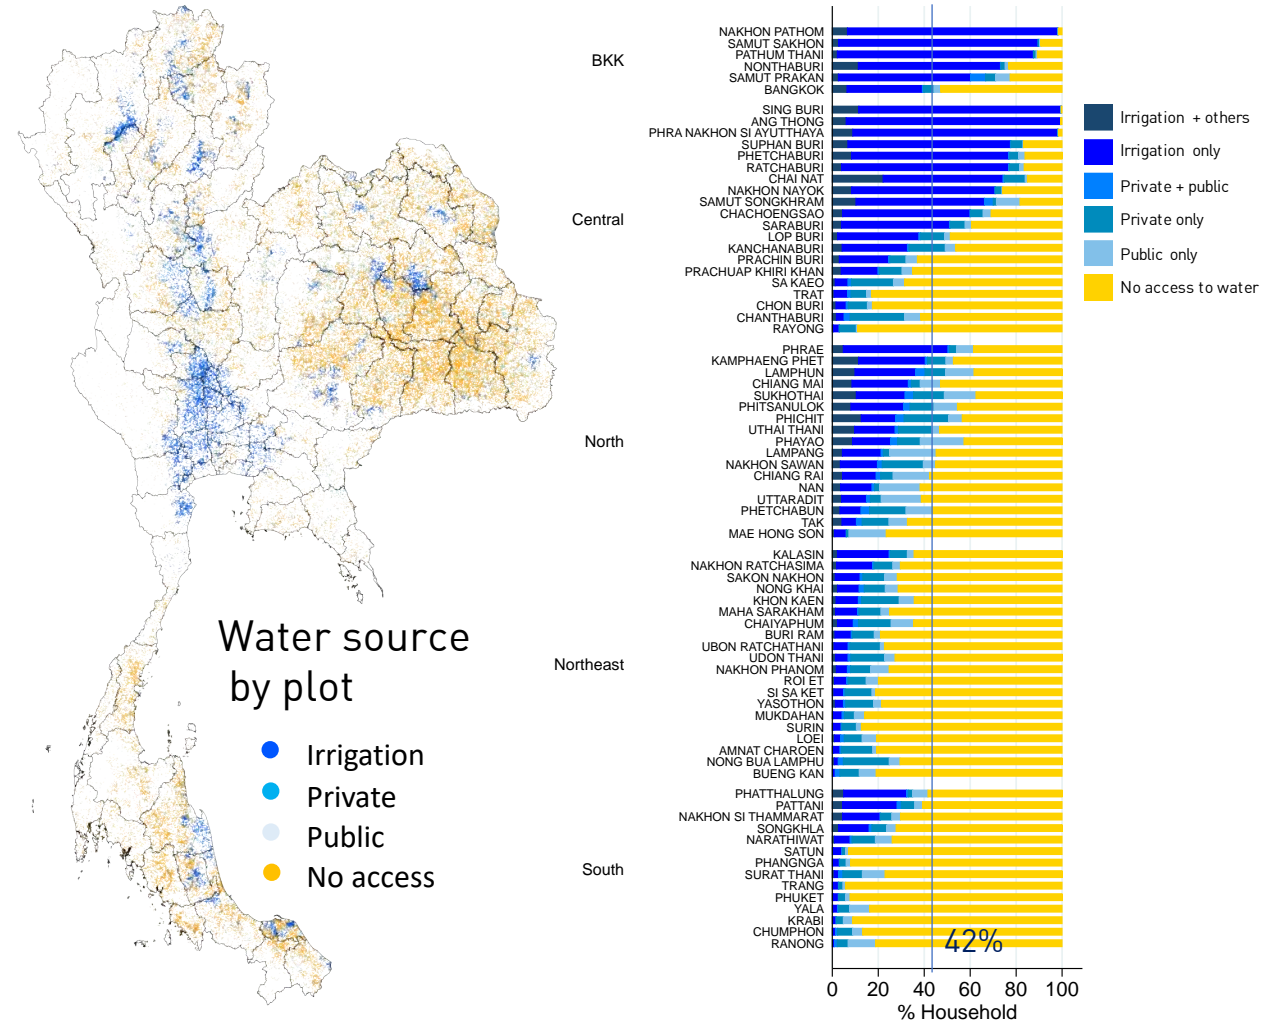 Water source
by plot
Irrigation
Private
Public
No access
BKK
NAKHON PATHOM
SAMUT SAKHON
PATHUM THANI
NONTHABURI
SAMUT PRAKAN
BANGKOK
Central
SING BURI
ANG THONG
PHRA NAKHON SI AYUTTHAYA
SUPHAN BURI
PHETCHABURI
RATCHABURI
CHAI NAT
NAKHON NAYOK
SAMUT SONGKHRAM
CHACHOENGSAO
SARABURI
LOP BURI
KANCHANABURI
PRACHIN BURI
PRACHUAP KHIRI KHAN
SA KAEO
TRAT
CHON BURI
CHANTHABURI
RAYONG
North
PHRAE
KAMPHAENG PHET
LAMPHUN
CHIANG MAI
SUKHOTHAI
PHITSANULOK
PHICHIT
UTHAI THANI
PHAYAO
LAMPANG
NAKHON SAWAN
CHIANG RAI
NAN
UTTARADIT
PHETCHABUN
TAK
MAE HONG SON
Northeast
KALASIN
NAKHON RATCHASIMA
SAKON NAKHON
NONG KHAI
KHON KAEN
MAHA SARAKHAM
CHAIYAPHUM
BURI RAM
UBON RATCHATHANI
UDON THANI
NAKHON PHANOM
ROI ET
SI SA KET
YASOTHON
MUKDAHAN
SURIN
LOEI
AMNAT CHAROEN
NONG BUA LAMPHU
BUENG KAN
South
PHATTHALUNG
PATTANI
NAKHON SI THAMMARAT
SONGKHLA
NARATHIWAT
SATUN
PHANGNGA
SURAT THANI
TRANG
PHUKET
YALA
KRABI
CHUMPHON
RANONG
42%
0 20 40 60 80 100
% Household
Irrigation + others
Irrigation only
Private + public
Private only
Public only
No access to water